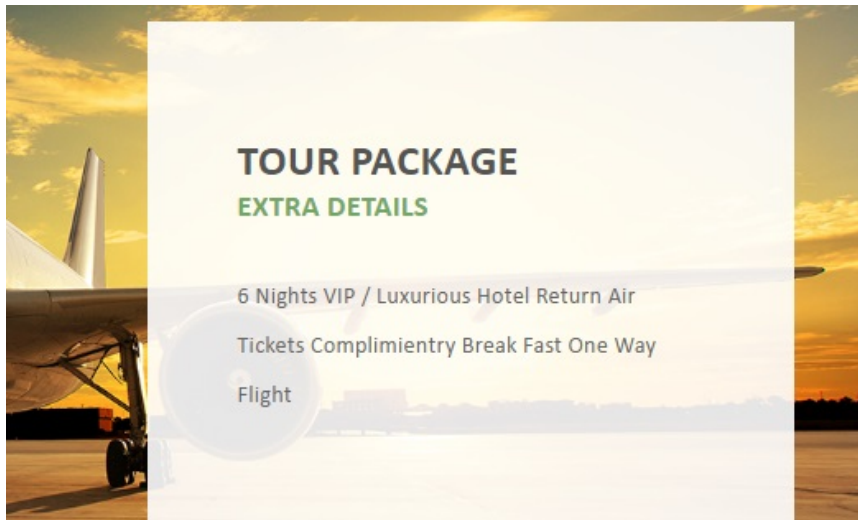 TOUR PACKAGE
EXTRA DETAILS
6 Nights VIP / Luxurious Hotel Return Air
Tickets Complimientry Break Fast One Way
Flight